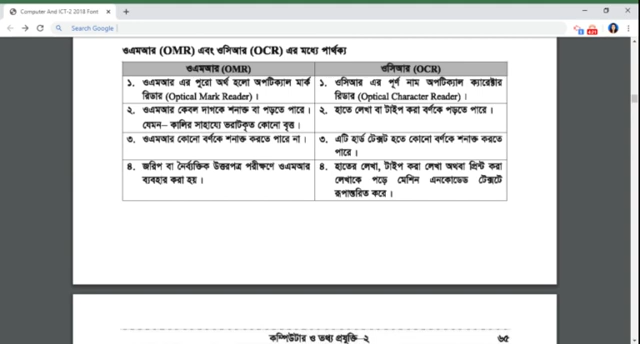 Computer And ICT-2 2018 Font
Search Google
ওএমআর (OMR) এবং ওসিআর (OCR) এর মধ্যে পার্থক্য
ওএমআর (OMR)
ওসিআর (OCR)
১. ওএমআর এর পুরো অর্থ হলো অপটিক্যাল মার্ক
রিডার (Optical Mark Reader) ।
১. ওসিআর এর পূর্ণ নাম অপটিক্যাল ক্যারেক্টার
রিডার (Optical Character Reader) ।
২. ওএমআর কেবল দাগকে শনাক্ত বা পড়তে পারে।
যেমন– কালির সাহায্যে ভরাটকৃত কোনো বৃত্ত।
২. হাতে লেখা বা টাইপ করা বর্ণকে পড়তে পারে।
৩. ওএমআর কোনো বর্ণকে শনাক্ত করতে পারে না।
৩. এটি হার্ড টেক্সট হতে কোনো বর্ণকে শনাক্ত করতে
পারে।
৪. জরিপ বা নৈর্ব্যক্তিক উত্তরপত্র পরীক্ষণে ওএমআর
ব্যবহার করা হয় ।
৪. হাতের লেখা, টাইপ করা লেখা অথবা প্রিন্ট করা
লেখাকে পড়ে মেশিন এনকোডেড টেক্সটে
রূপান্তরিত করে।
কম্পিউটার ও তথ্য প্রযুক্তি–২
৬৫